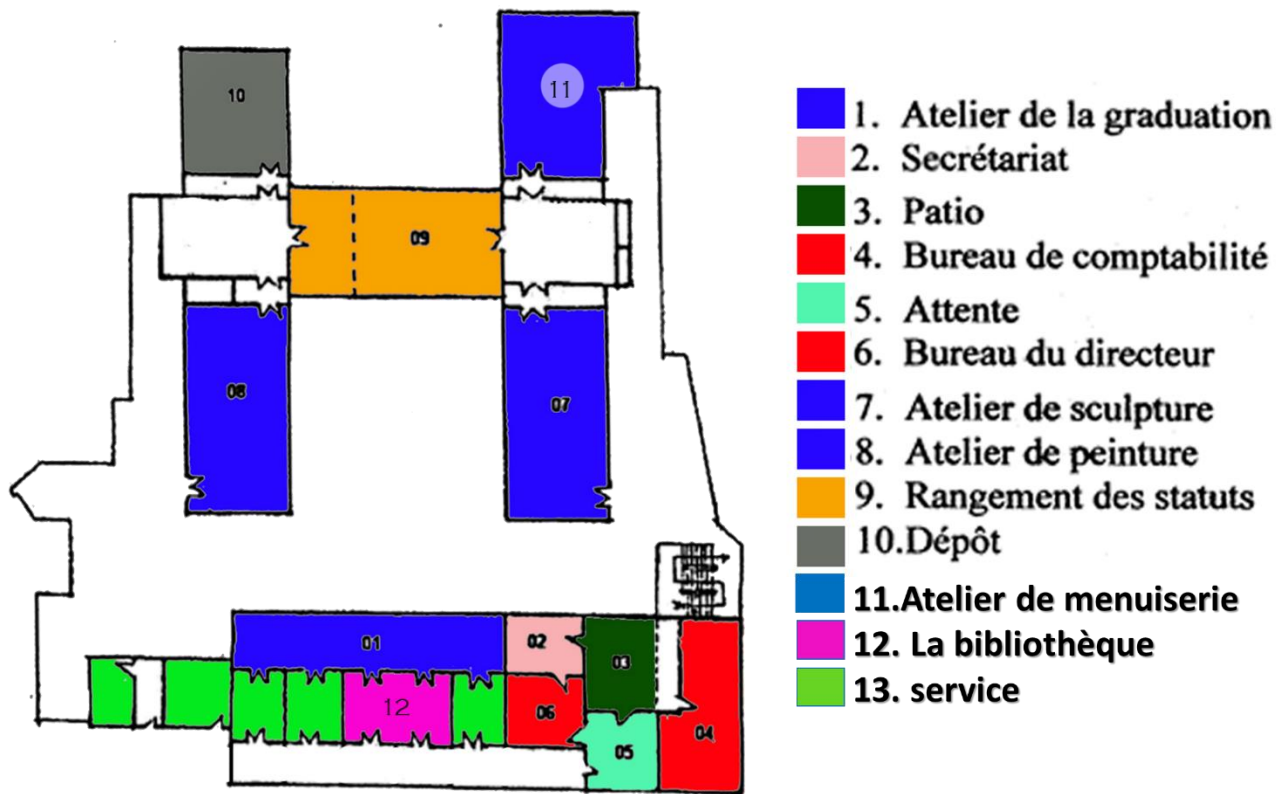 11
10
09
08
07
01
02
03
12
06
05
04
1. Atelier de la graduation
2. Secrétariat
3. Patio
4. Bureau de comptabilité
5. Attente
6. Bureau du directeur
7. Atelier de sculpture
8. Atelier de peinture
9. Rangement des statuts
10.Dépôt
11.Atelier de menuiserie
12. La bibliothèque
13. service